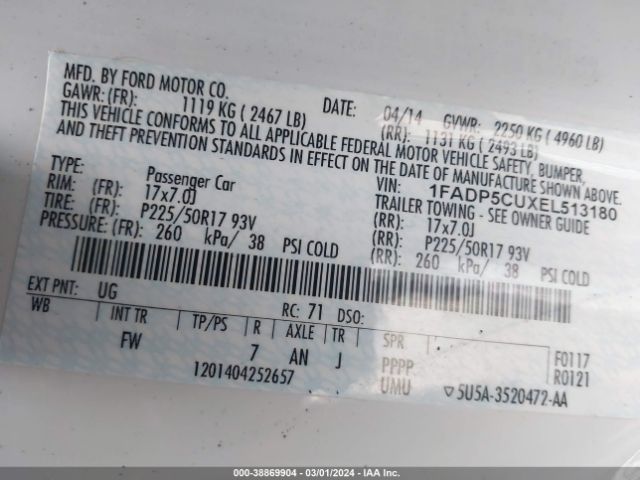 MFD. BY FORD MOTOR CO.
DATE: 04/14 GVWR: 2250 KG ( 4960 LB)
GAWR: (FR): 1119 KG ( 2467 LB) (RR): 1131 KG ( 2493 LB)
THIS VEHICLE CONFORMS TO ALL APPLICABLE FEDERAL MOTOR VEHICLE SAFETY, BUMPER,
AND THEFT PREVENTION STANDARDS IN EFFECT ON THE DATE OF MANUFACTURE SHOWN ABOVE.
VIN: 1FADP5CUXEL513180
TYPE: Passenger Car TRAILER TOWING - SEE OWNER GUIDE
RIM: (FR): 17x7.0J (RR): 17x7.0J
TIRE: (FR): P225/50R17 93V (RR): P225/50R17 93V
PRESSURE: (FR): 260 kPa/ 38 PSI COLD (RR): 260 kPa/ 38 PSI COLD
EXT PNT: UG RC: 71 DSO:
WB INT TR TP/PS R AXLE TR SPR
FW 7 AN J PPPP F0117
1201404252657 UMU R0121
5U5A-3520472-AA
000-38869904 - 03/01/2024 - IAA Inc.